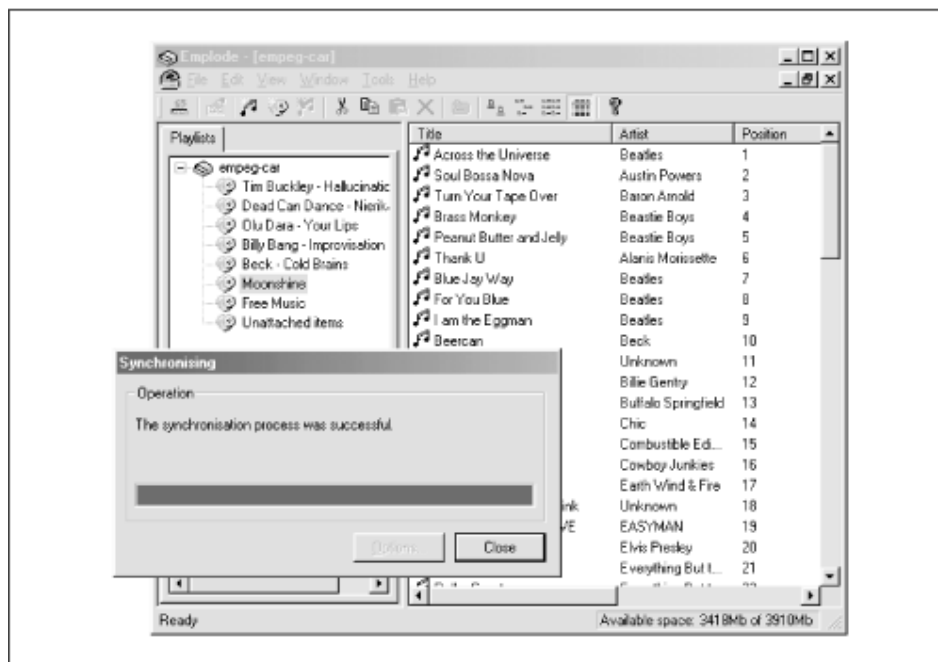 Emplode - [empeg-car]
File Edit View Window Tools Help
Playlists
empeg-car
Tim Buckley - Hallucinatic
Dead Can Dance - Nierik
Olu Dara - Your Lips
Billy Bang - Improvisation
Beck - Cold Brains
Moonshine
Free Music
Unattached items
Title Artist Position
Across the Universe Beatles 1
Soul Bossa Nova Austin Powers 2
Turn Your Tape Over Baron Arnold 3
Brass Monkey Beastie Boys 4
Peanut Butter and Jelly Beastie Boys 5
Thank U Alanis Morissette 6
Blue Jay Way Beatles 7
For You Blue Beatles 8
I am the Eggman Beatles 9
Beercan Beck 10
Unknown 11
Billie Gentry 12
Buffalo Springfield 13
Chic 14
Combustible Ed... 15
Cowboy Junkies 16
Earth Wind & Fire 17
ink Unknown 18
VE EASYMAN 19
Elvis Presley 20
Everything But t... 21
Synchronising
Operation
The synchronisation process was successful.
Options Close
Ready Available space: 3418Mb of 3910Mb